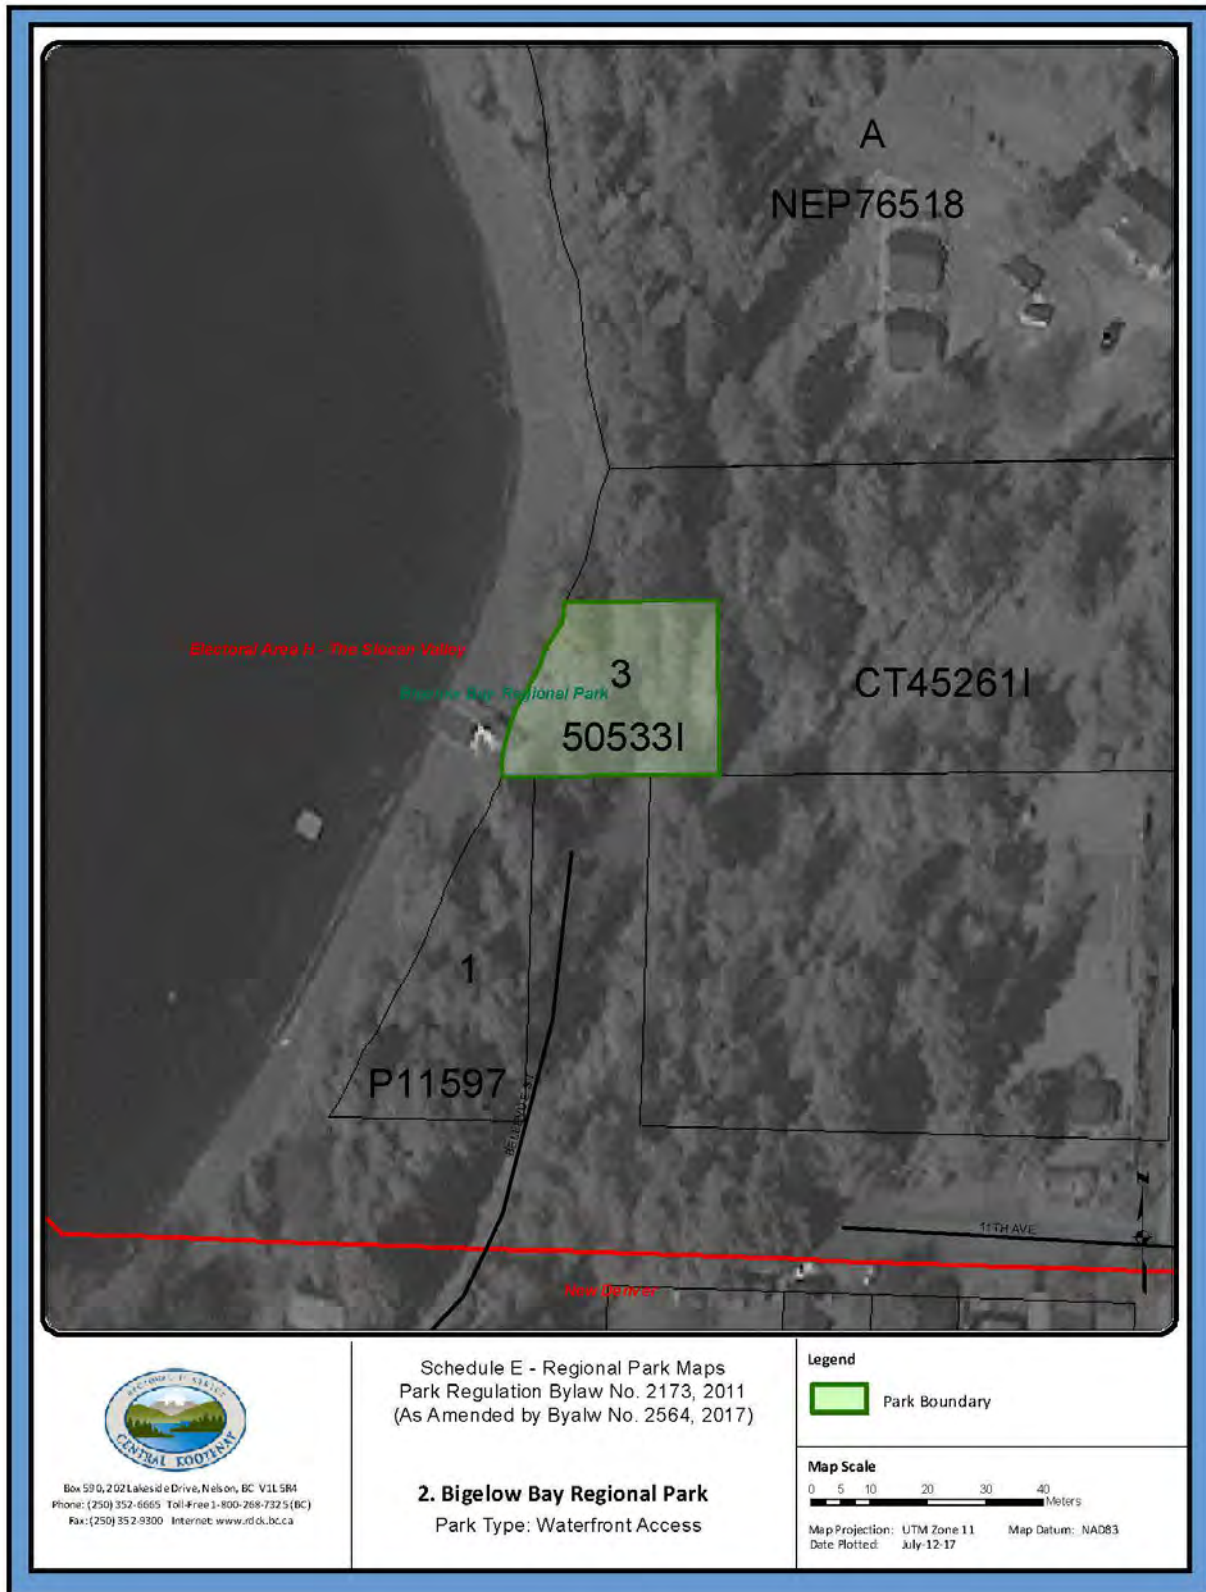 A
NEP76518
Electoral Area H - The Slocan Valley
3
Bigelow Bay Regional Park
CT45261I
50533I
1
P11597
BELLEVUE ST
11TH AVE
New Denver
Z
REGIONAL DISTRICT
CENTRAL KOOTENAY
Box 590, 202 Lakeside Drive, Nelson, BC V1L 5R4
Phone: (250) 352-6665 Toll-Free 1-800-268-7325 (BC)
Fax: (250) 352-9300 Internet: www.rdck.bc.ca
Schedule E - Regional Park Maps
Park Regulation Bylaw No. 2173, 2011
(As Amended by Byalw No. 2564, 2017)
2. Bigelow Bay Regional Park
Park Type: Waterfront Access
Legend
Park Boundary
Map Scale
0 5 10 20 30 40
Meters
Map Projection: UTM Zone 11 Map Datum: NAD83
Date Plotted: July-12-17